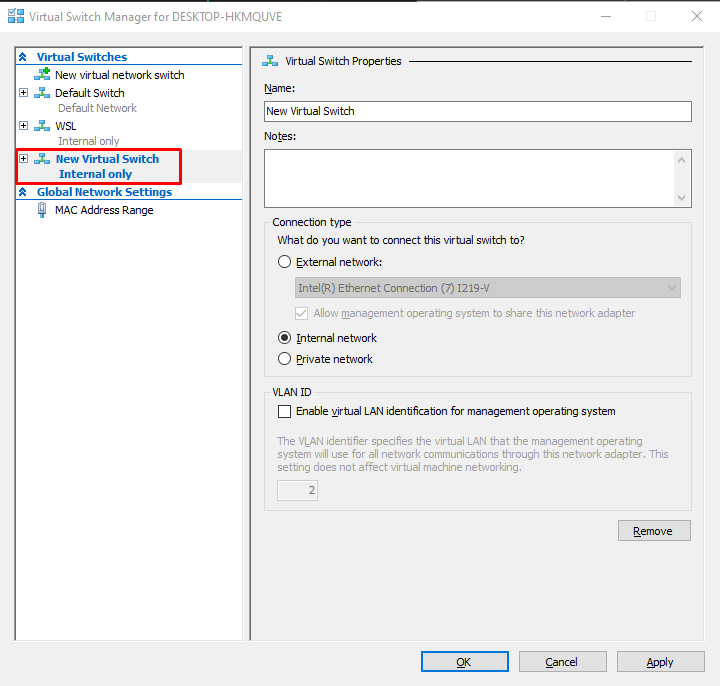 Virtual Switch Manager for DESKTOP-HKMQUVE
Virtual Switches
New virtual network switch
Default Switch
Default Network
WSL
Internal only
New Virtual Switch
Internal only
Global Network Settings
MAC Address Range
Virtual Switch Properties
Name:
New Virtual Switch
Notes:
Connection type
What do you want to connect this virtual switch to?
External network:
Intel(R) Ethernet Connection (7) I219-V
Allow management operating system to share this network adapter
Internal network
Private network
VLAN ID
Enable virtual LAN identification for management operating system
The VLAN identifier specifies the virtual LAN that the management operating
system will use for all network communications through this network adapter. This
setting does not affect virtual machine networking.
2
Remove
OK
Cancel
Apply